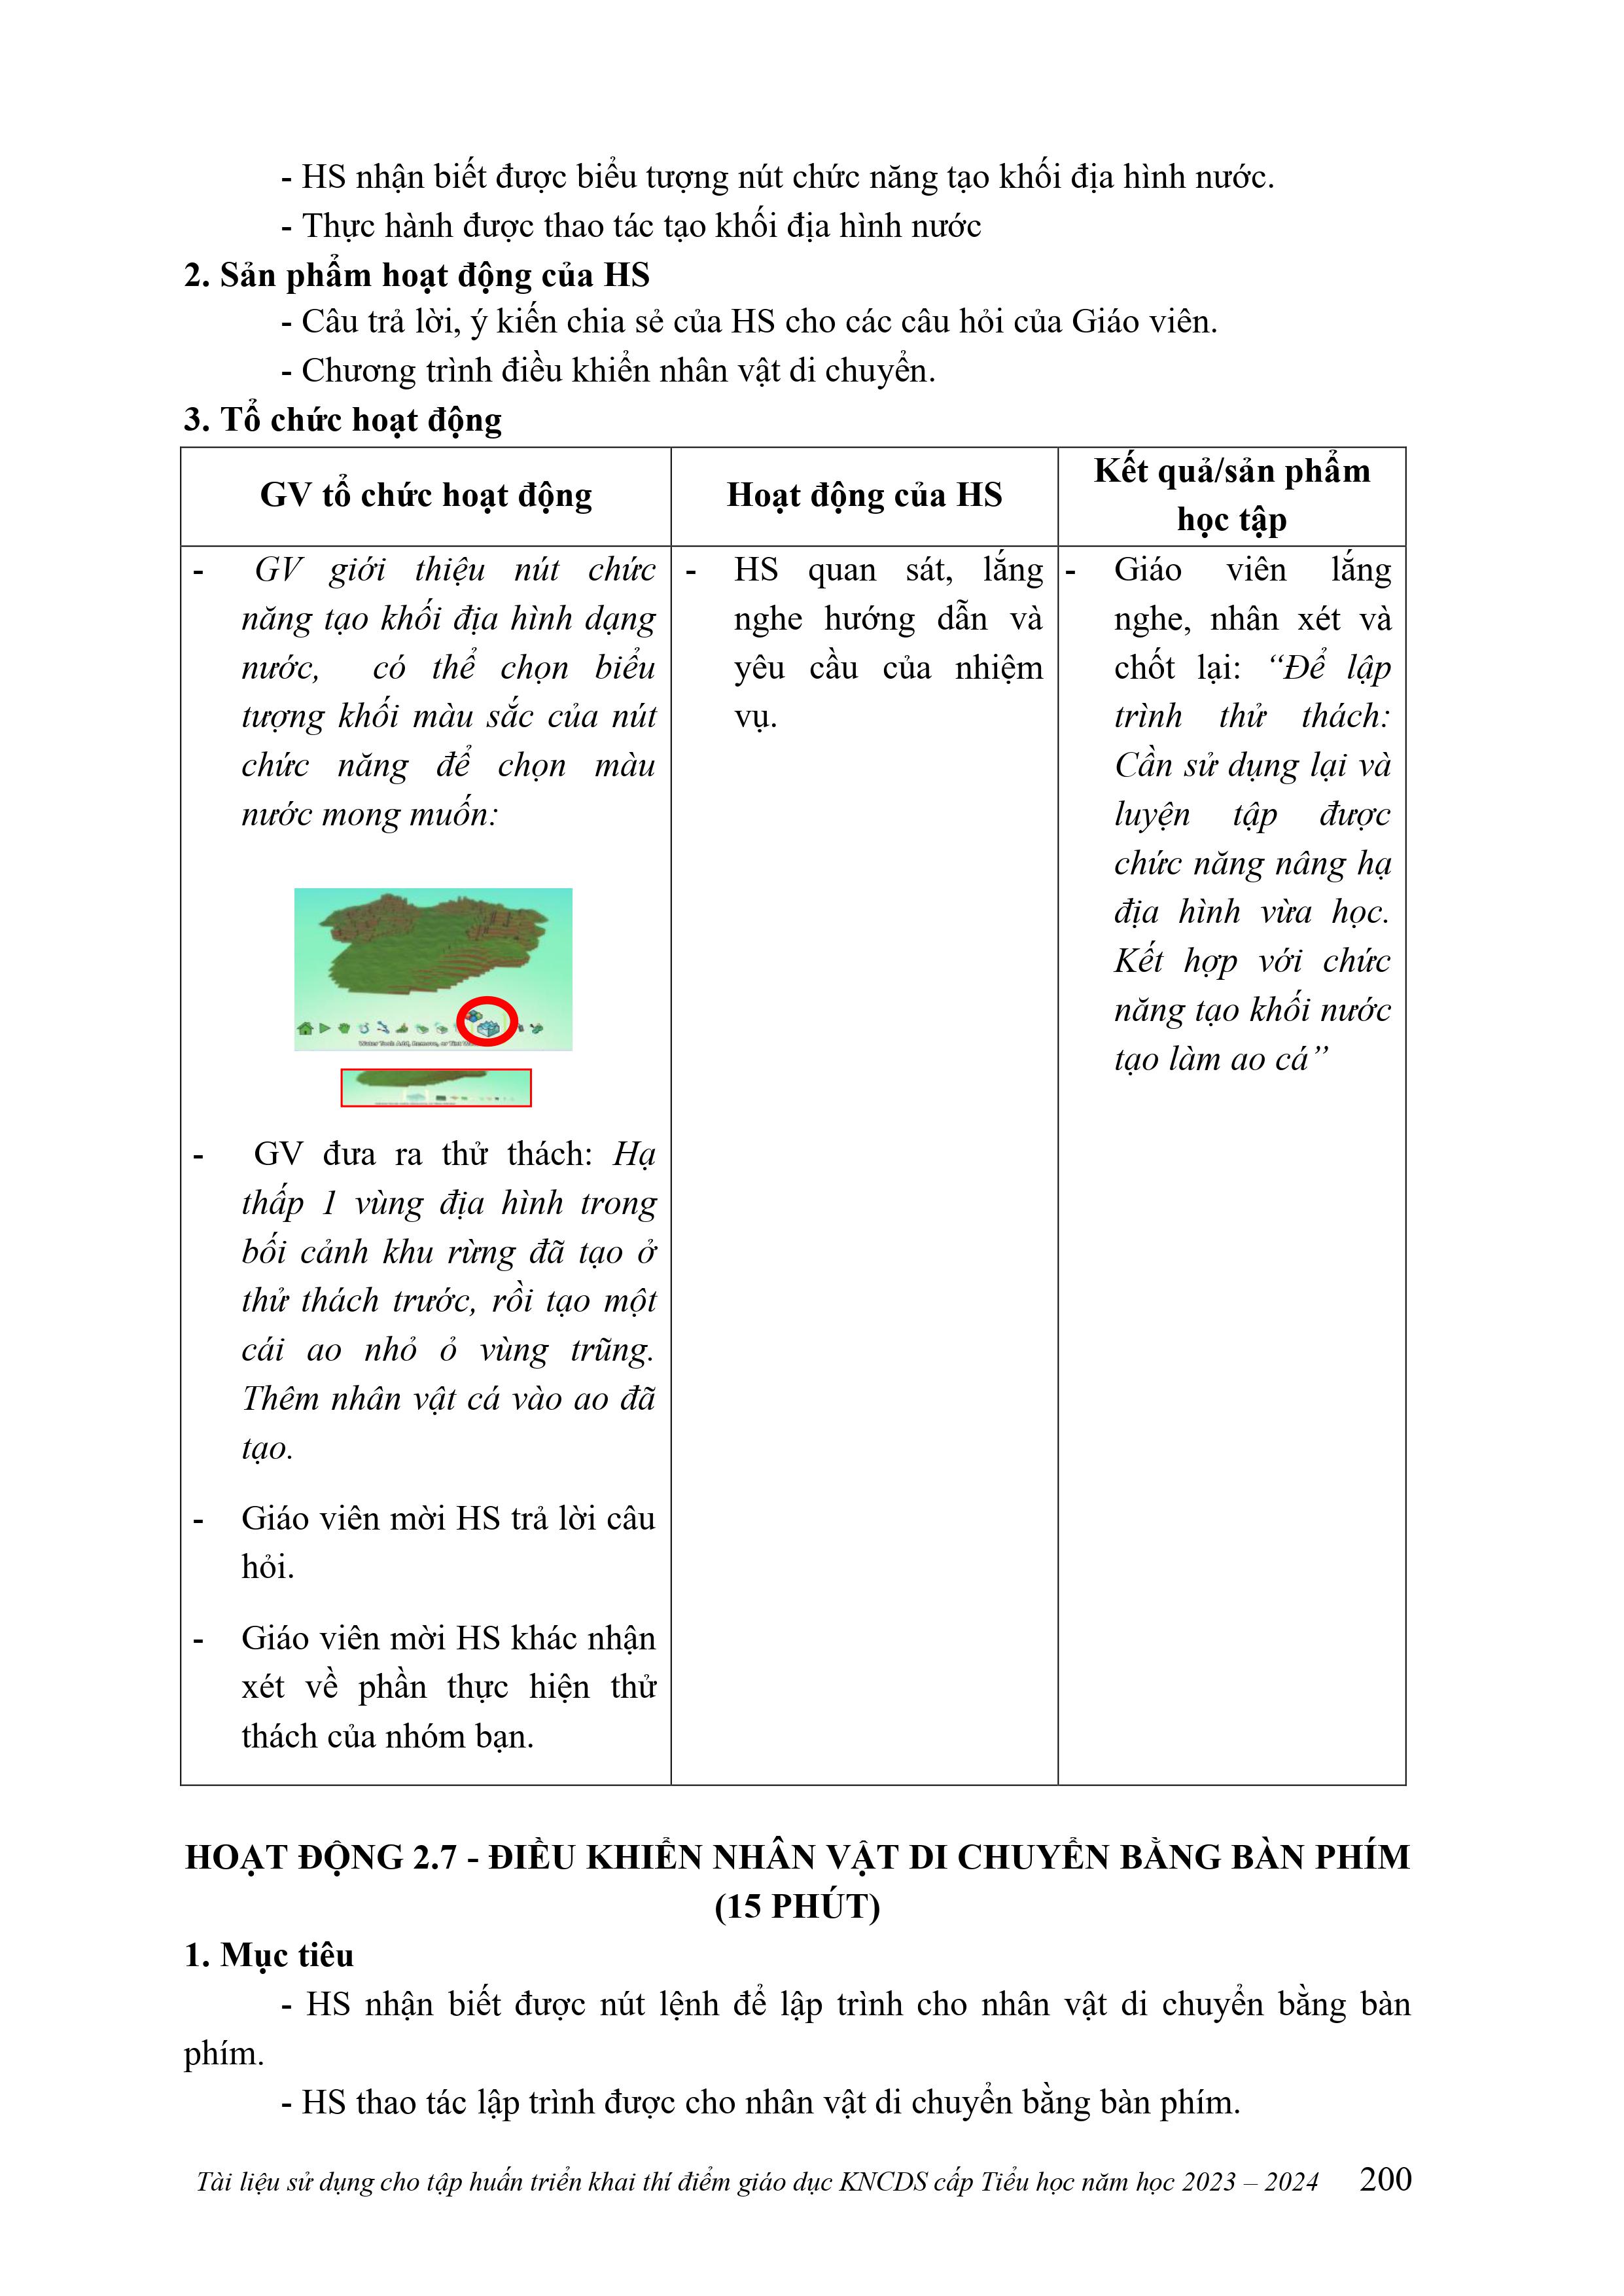 - HS nhận biết được biểu tượng nút chức năng tạo khối địa hình nước.
- Thực hành được thao tác tạo khối địa hình nước
2. Sản phẩm hoạt động của HS
- Câu trả lời, ý kiến chia sẻ của HS cho các câu hỏi của Giáo viên.
- Chương trình điều khiển nhân vật di chuyển.
3. Tổ chức hoạt động
GV tổ chức hoạt động
Hoạt động của HS
Kết quả/sản phẩm
học tập
- GV giới thiệu nút chức
năng tạo khối địa hình dạng
nước, có thể chọn biểu
tượng khối màu sắc của nút
chức năng để chọn màu
nước mong muốn:
Water Tool: Add, Remove, or Tint
- GV đưa ra thử thách: Hạ
thấp 1 vùng địa hình trong
bối cảnh khu rừng đã tạo ở
thử thách trước, rồi tạo một
cái ao nhỏ ỏ vùng trũng.
Thêm nhân vật cá vào ao đã
tạo.
- Giáo viên mời HS trả lời câu
hỏi.
- Giáo viên mời HS khác nhận
xét về phần thực hiện thử
thách của nhóm bạn.
- HS quan sát, lắng
nghe hướng dẫn và
yêu cầu của nhiệm
vụ.
- Giáo viên lắng
nghe, nhân xét và
chốt lại: “Để lập
trình thử thách:
Cần sử dụng lại và
luyện tập được
chức năng nâng hạ
địa hình vừa học.
Kết hợp với chức
năng tạo khối nước
tạo làm ao cá”
HOẠT ĐỘNG 2.7 - ĐIỀU KHIỂN NHÂN VẬT DI CHUYỂN BẰNG BÀN PHÍM
(15 PHÚT)
1. Mục tiêu
- HS nhận biết được nút lệnh để lập trình cho nhân vật di chuyển bằng bàn
phím.
- HS thao tác lập trình được cho nhân vật di chuyển bằng bàn phím.
Tài liệu sử dụng cho tập huấn triển khai thí điểm giáo dục KNCDS cấp Tiểu học năm học 2023 – 2024 200